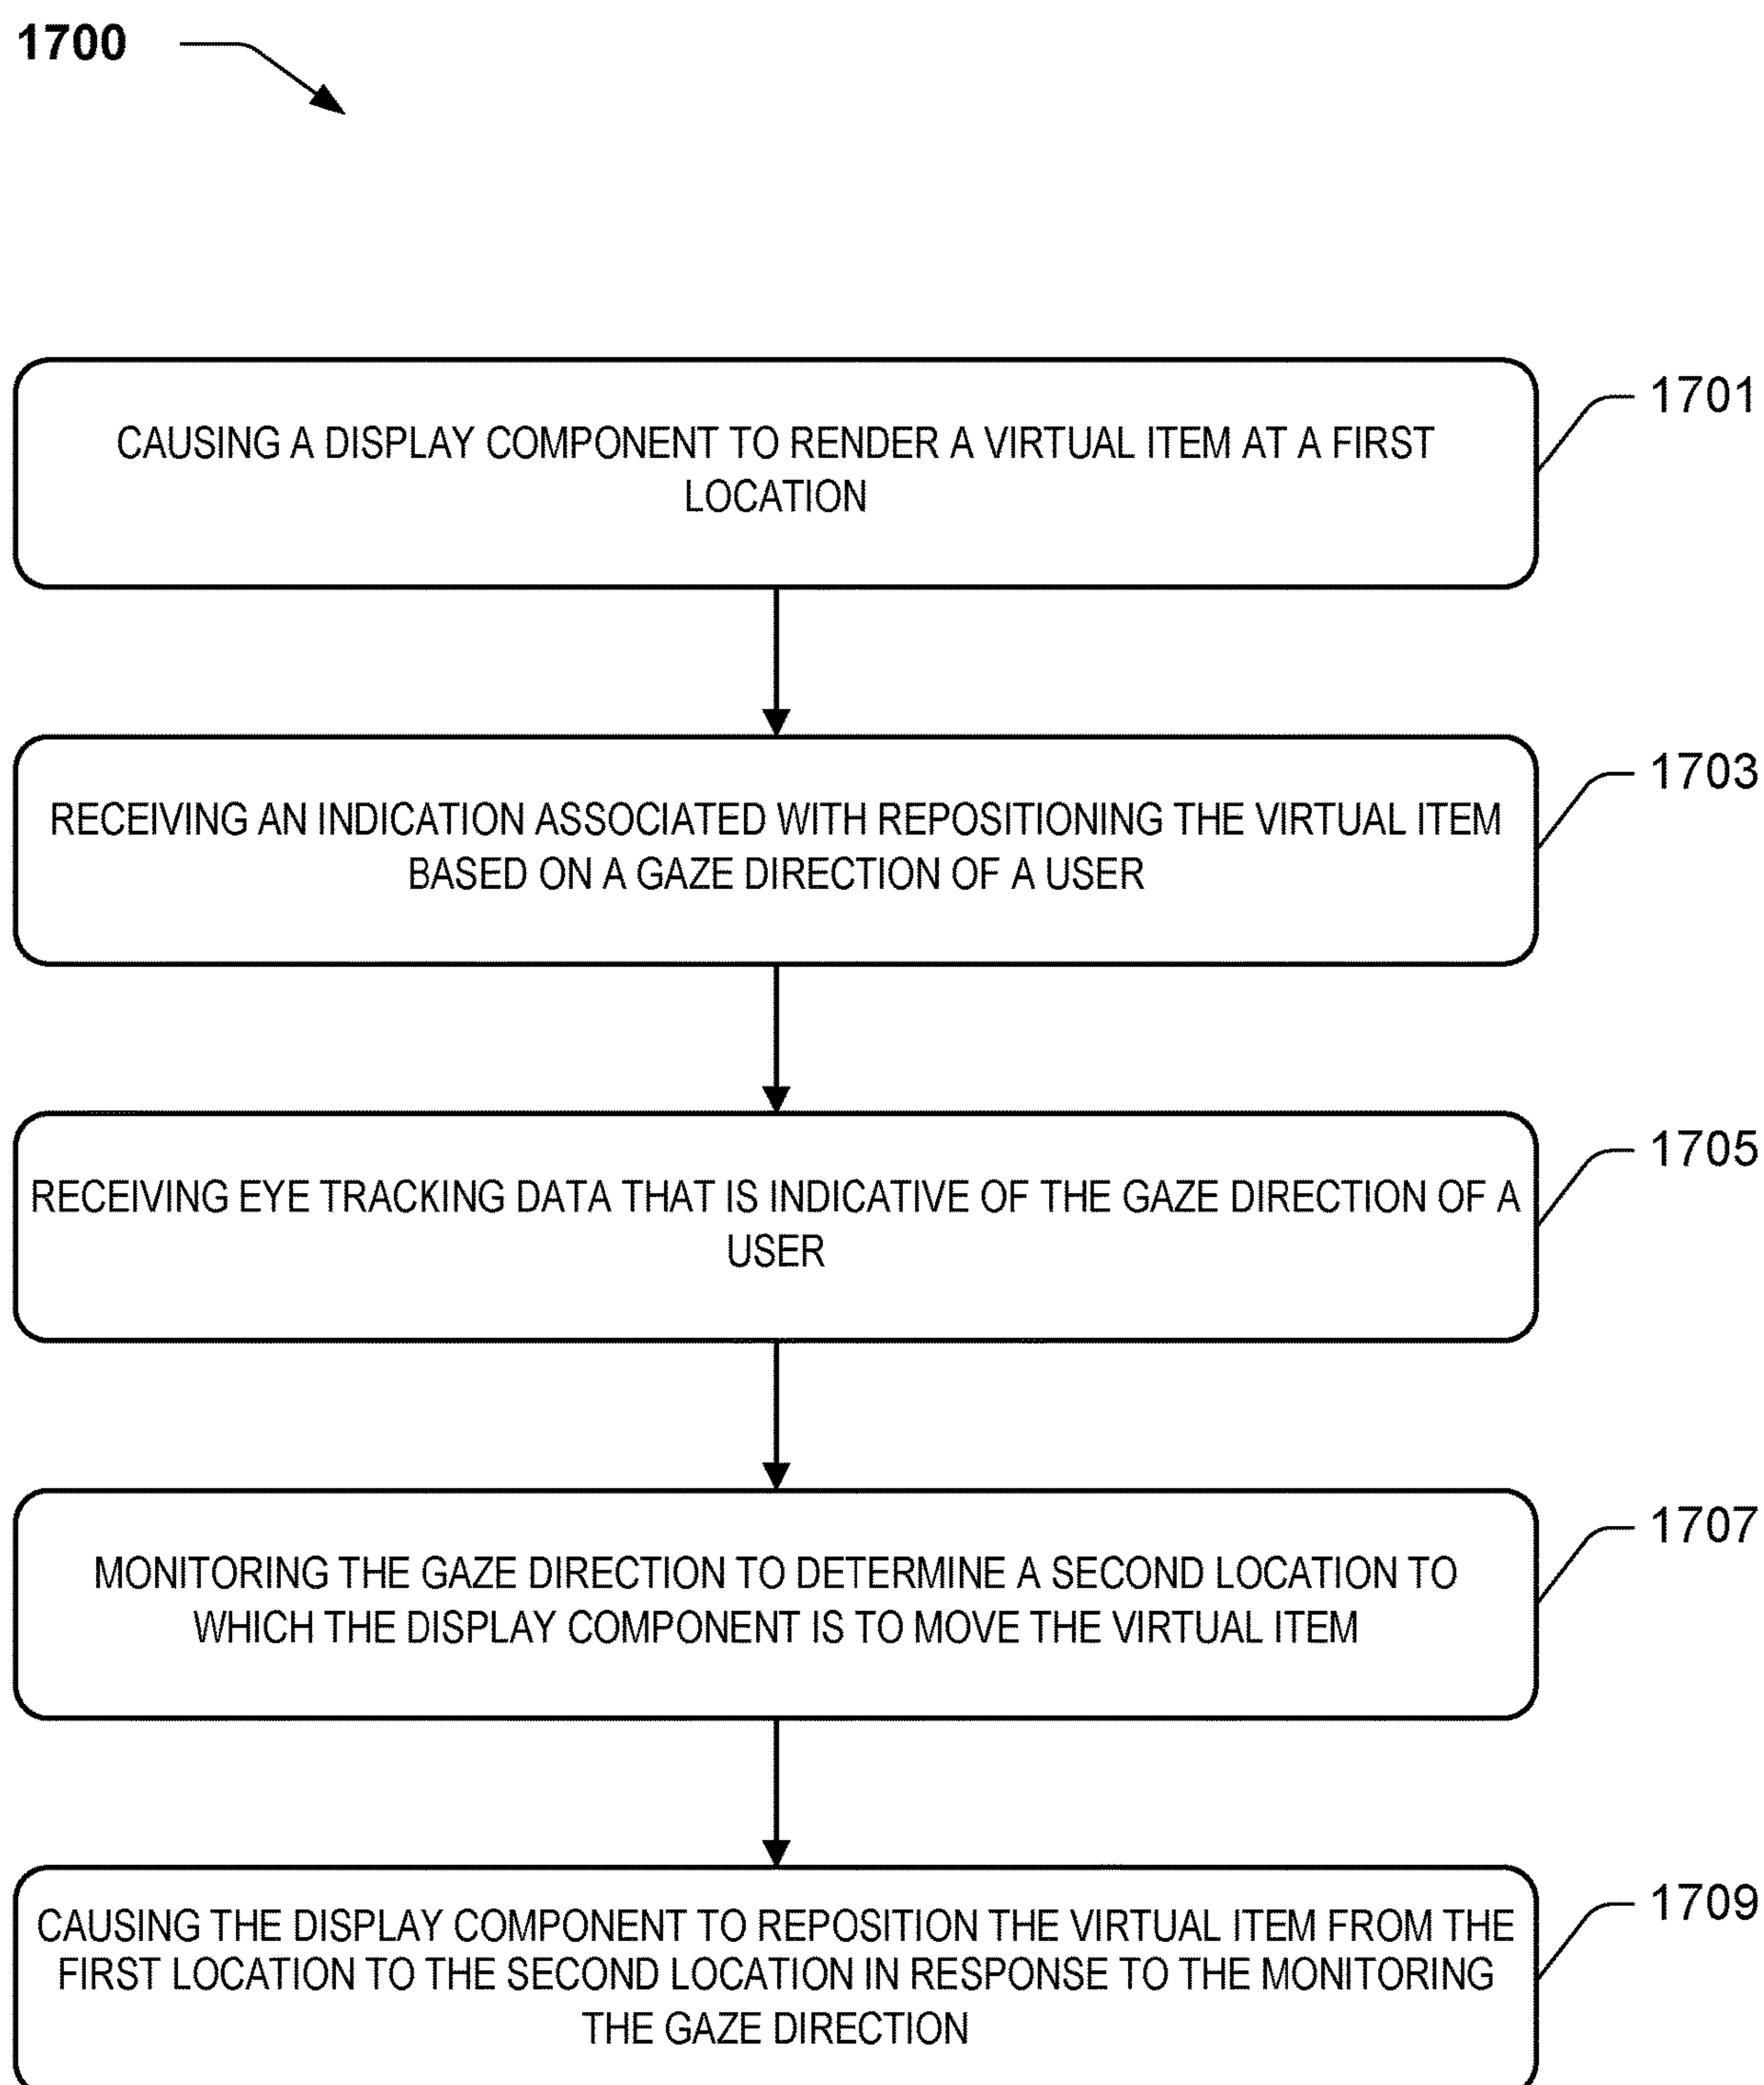 1700
CAUSING A DISPLAY COMPONENT TO RENDER A VIRTUAL ITEM AT A FIRST
LOCATION
1701
RECEIVING AN INDICATION ASSOCIATED WITH REPOSITIONING THE VIRTUAL ITEM
BASED ON A GAZE DIRECTION OF A USER
1703
RECEIVING EYE TRACKING DATA THAT IS INDICATIVE OF THE GAZE DIRECTION OF A
USER
1705
MONITORING THE GAZE DIRECTION TO DETERMINE A SECOND LOCATION TO
WHICH THE DISPLAY COMPONENT IS TO MOVE THE VIRTUAL ITEM
1707
CAUSING THE DISPLAY COMPONENT TO REPOSITION THE VIRTUAL ITEM FROM THE
FIRST LOCATION TO THE SECOND LOCATION IN RESPONSE TO THE MONITORING
THE GAZE DIRECTION
1709